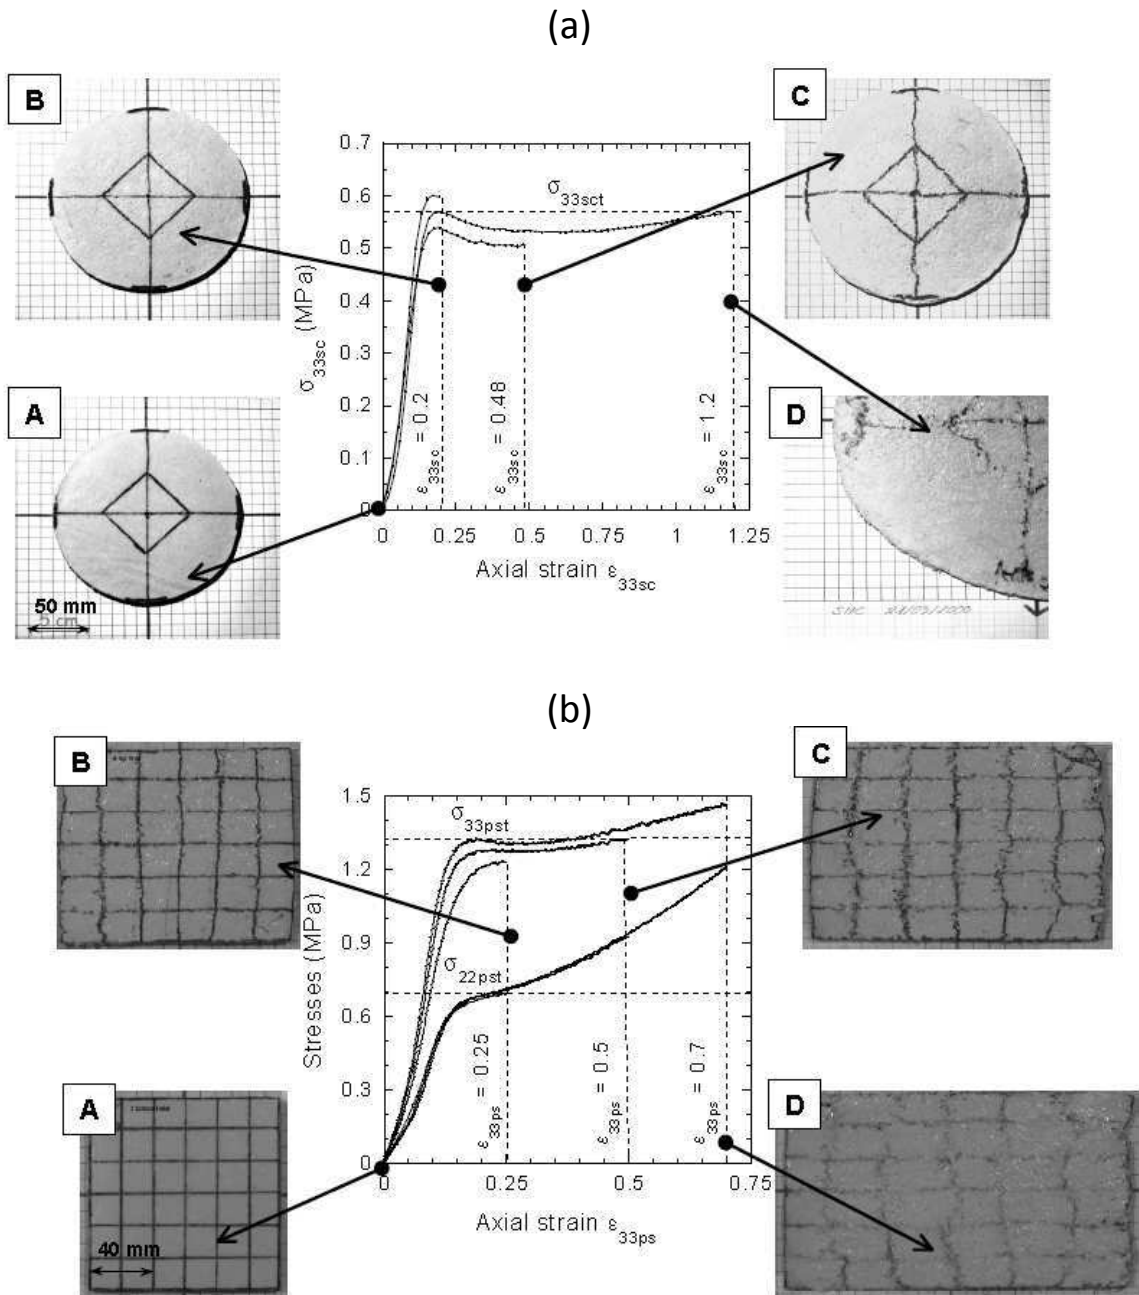 (a)
B
C
0.7
0.6
0.5
0.4
0.3
0.2
0.1
0
σ33sct
σ33sc (MPa)
ε33sc = 0.2
ε33sc = 0.48
ε33sc = 1.2
0 0.25 0.5 1 1.25
Axial strain ε33sc
A
50 mm
5 cm
D
(b)
B
C
1.5
1.2
0.9
0.6
0.3
0
σ33pst
σ22pst
Stresses (MPa)
ε33ps = 0.25
ε33ps = 0.5
ε33ps = 0.7
0 0.25 0.5 0.75
Axial strain ε33ps
A
40 mm
D